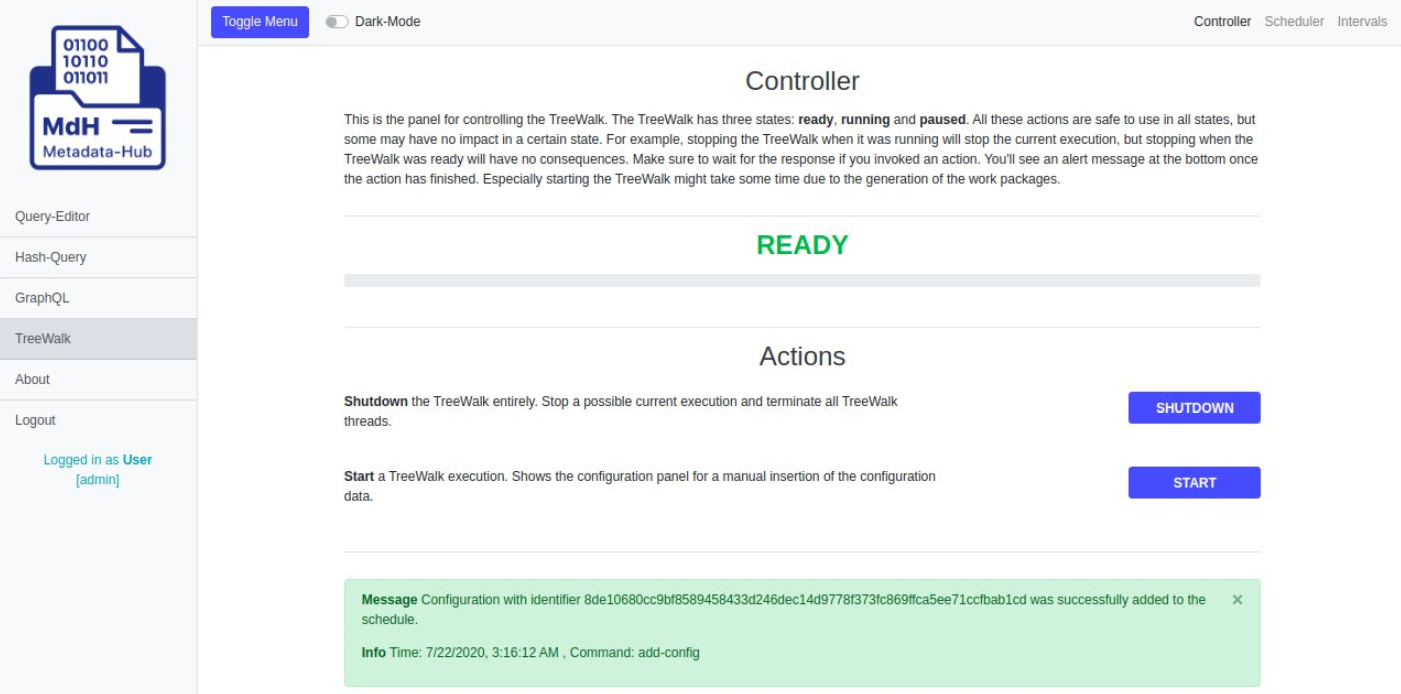 Toggle Menu Dark-Mode Controller Scheduler Intervals
01100
10110
011011
MdH
Metadata-Hub
Query-Editor
Hash-Query
GraphQL
TreeWalk
About
Logout
Logged in as User
[admin]
Controller
This is the panel for controlling the TreeWalk. The TreeWalk has three states: ready, running and paused. All these actions are safe to use in all states, but
some may have no impact in a certain state. For example, stopping the TreeWalk when it was running will stop the current execution, but stopping when the
TreeWalk was ready will have no consequences. Make sure to wait for the response if you invoked an action. You'll see an alert message at the bottom once
the action has finished. Especially starting the TreeWalk might take some time due to the generation of the work packages.
READY
Actions
Shutdown the TreeWalk entirely. Stop a possible current execution and terminate all TreeWalk
threads.
SHUTDOWN
Start a TreeWalk execution. Shows the configuration panel for a manual insertion of the configuration
data.
START
Message Configuration with identifier 8de10680cc9bf8589458433d246dec14d9778f373fc869ffca5ee71ccfbab1cd was successfully added to the
schedule.
Info Time: 7/22/2020, 3:16:12 AM , Command: add-config